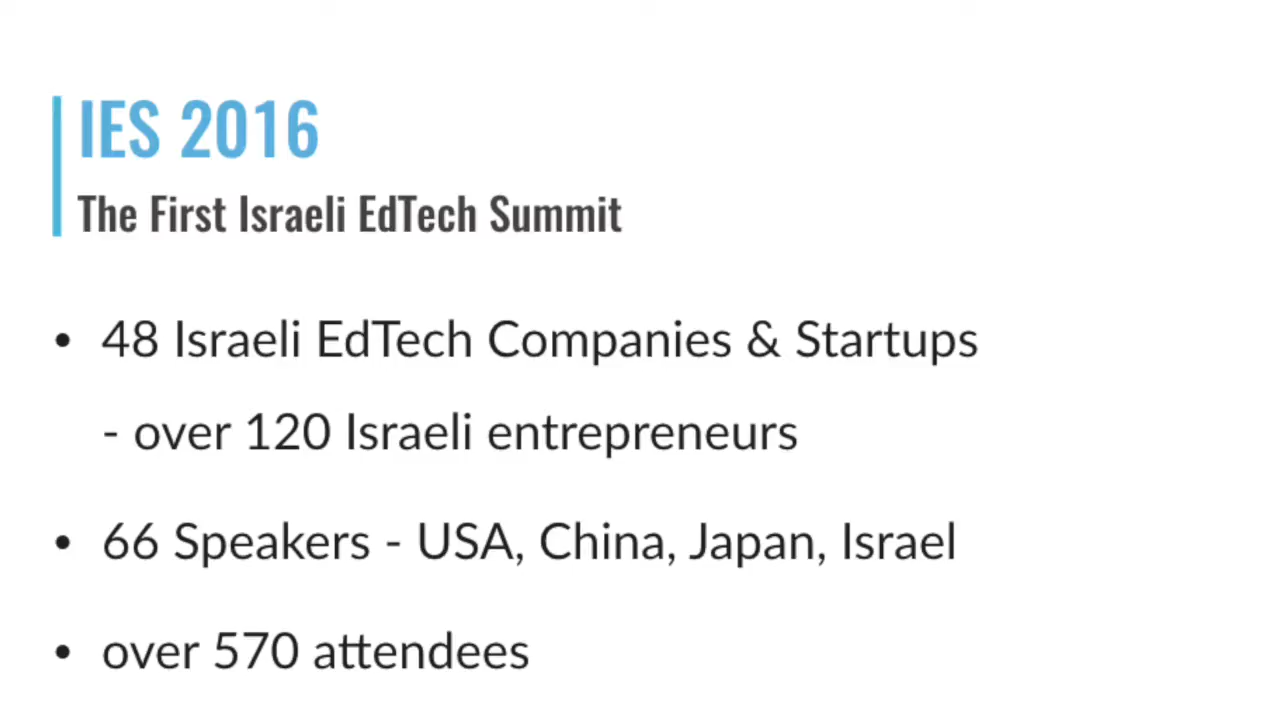 IES 2016
The First Israeli EdTech Summit
• 48 Israeli EdTech Companies & Startups
- over 120 Israeli entrepreneurs
• 66 Speakers - USA, China, Japan, Israel
• over 570 attendees